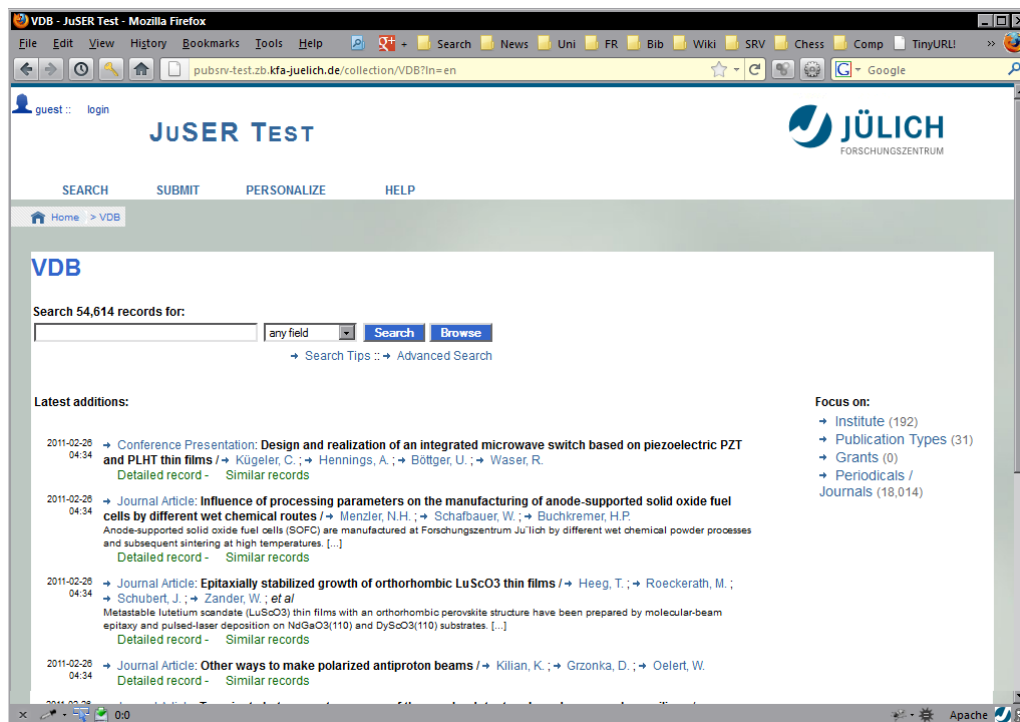 VDB - JuSER Test - Mozilla Firefox
File Edit View History Bookmarks Tools Help + Search News Uni FR Bib Wiki SRV Chess Comp TinyURL! »
pubsrv-test.zb.kfa-juelich.de/collection/VDB?ln=en Google
guest :: login
JuSER Test
JÜLICH
FORSCHUNGSZENTRUM
SEARCH SUBMIT PERSONALIZE HELP
Home > VDB
VDB
Search 54,614 records for:
any field Search Browse
→ Search Tips :: → Advanced Search
Latest additions:
2011-02-26 → Conference Presentation: Design and realization of an integrated microwave switch based on piezoelectric PZT
04:34 and PLHT thin films / → Kügeler, C. ; → Hennings, A. ; → Böttger, U. ; → Waser, R.
Detailed record - Similar records
2011-02-26 → Journal Article: Influence of processing parameters on the manufacturing of anode-supported solid oxide fuel
04:34 cells by different wet chemical routes / → Menzler, N.H. ; → Schafbauer, W. ; → Buchkremer, H.P.
Anode-supported solid oxide fuel cells (SOFC) are manufactured at Forschungszentrum Ju¨lich by different wet chemical powder processes
and subsequent sintering at high temperatures. [...]
Detailed record - Similar records
2011-02-26 → Journal Article: Epitaxially stabilized growth of orthorhombic LuScO3 thin films / → Heeg, T. ; → Roeckerath, M. ;
04:34 → Schubert, J. ; → Zander, W. ; et al
Metastable lutetium scandate (LuScO3) thin films with an orthorhombic perovskite structure have been prepared by molecular-beam
epitaxy and pulsed-laser deposition on NdGaO3(110) and DyScO3(110) substrates. [...]
Detailed record - Similar records
2011-02-26 → Journal Article: Other ways to make polarized antiproton beams / → Kilian, K. ; → Grzonka, D. ; → Oelert, W.
04:34 Detailed record - Similar records
Focus on:
→ Institute (192)
→ Publication Types (31)
→ Grants (0)
→ Periodicals /
Journals (18,014)
0:0 Apache